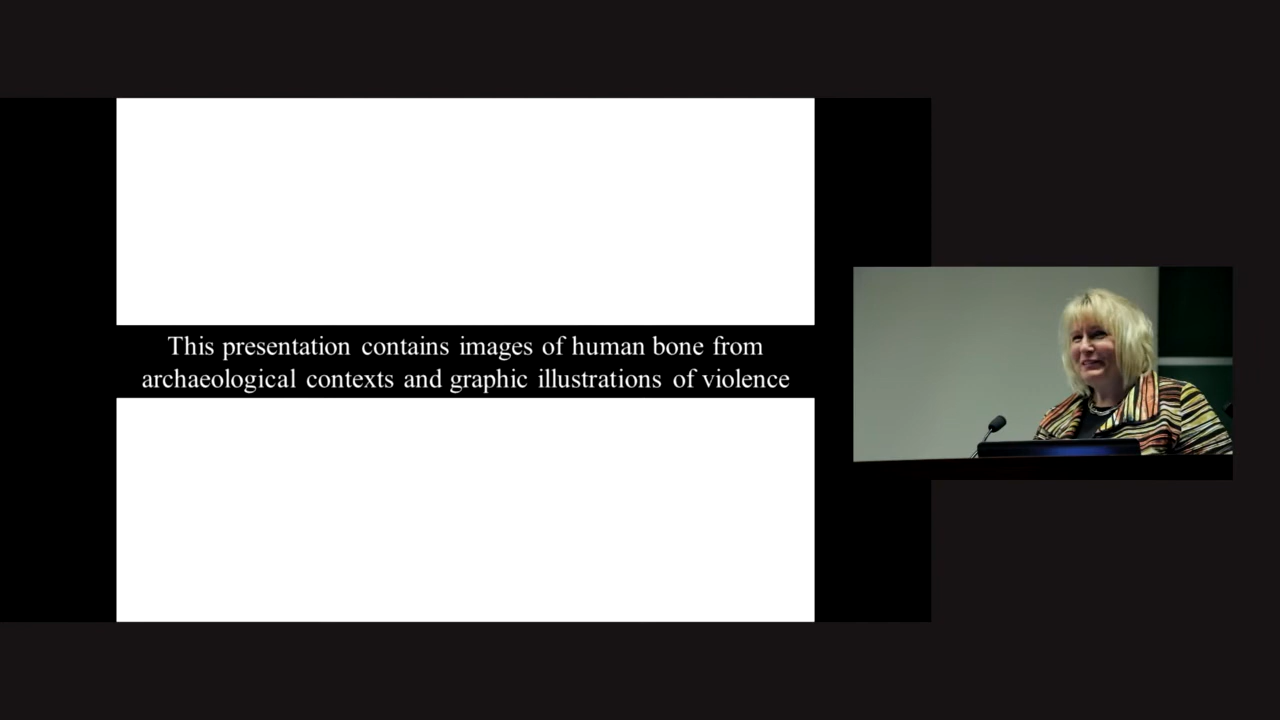 This presentation contains images of human bone from
archaeological contexts and graphic illustrations of violence